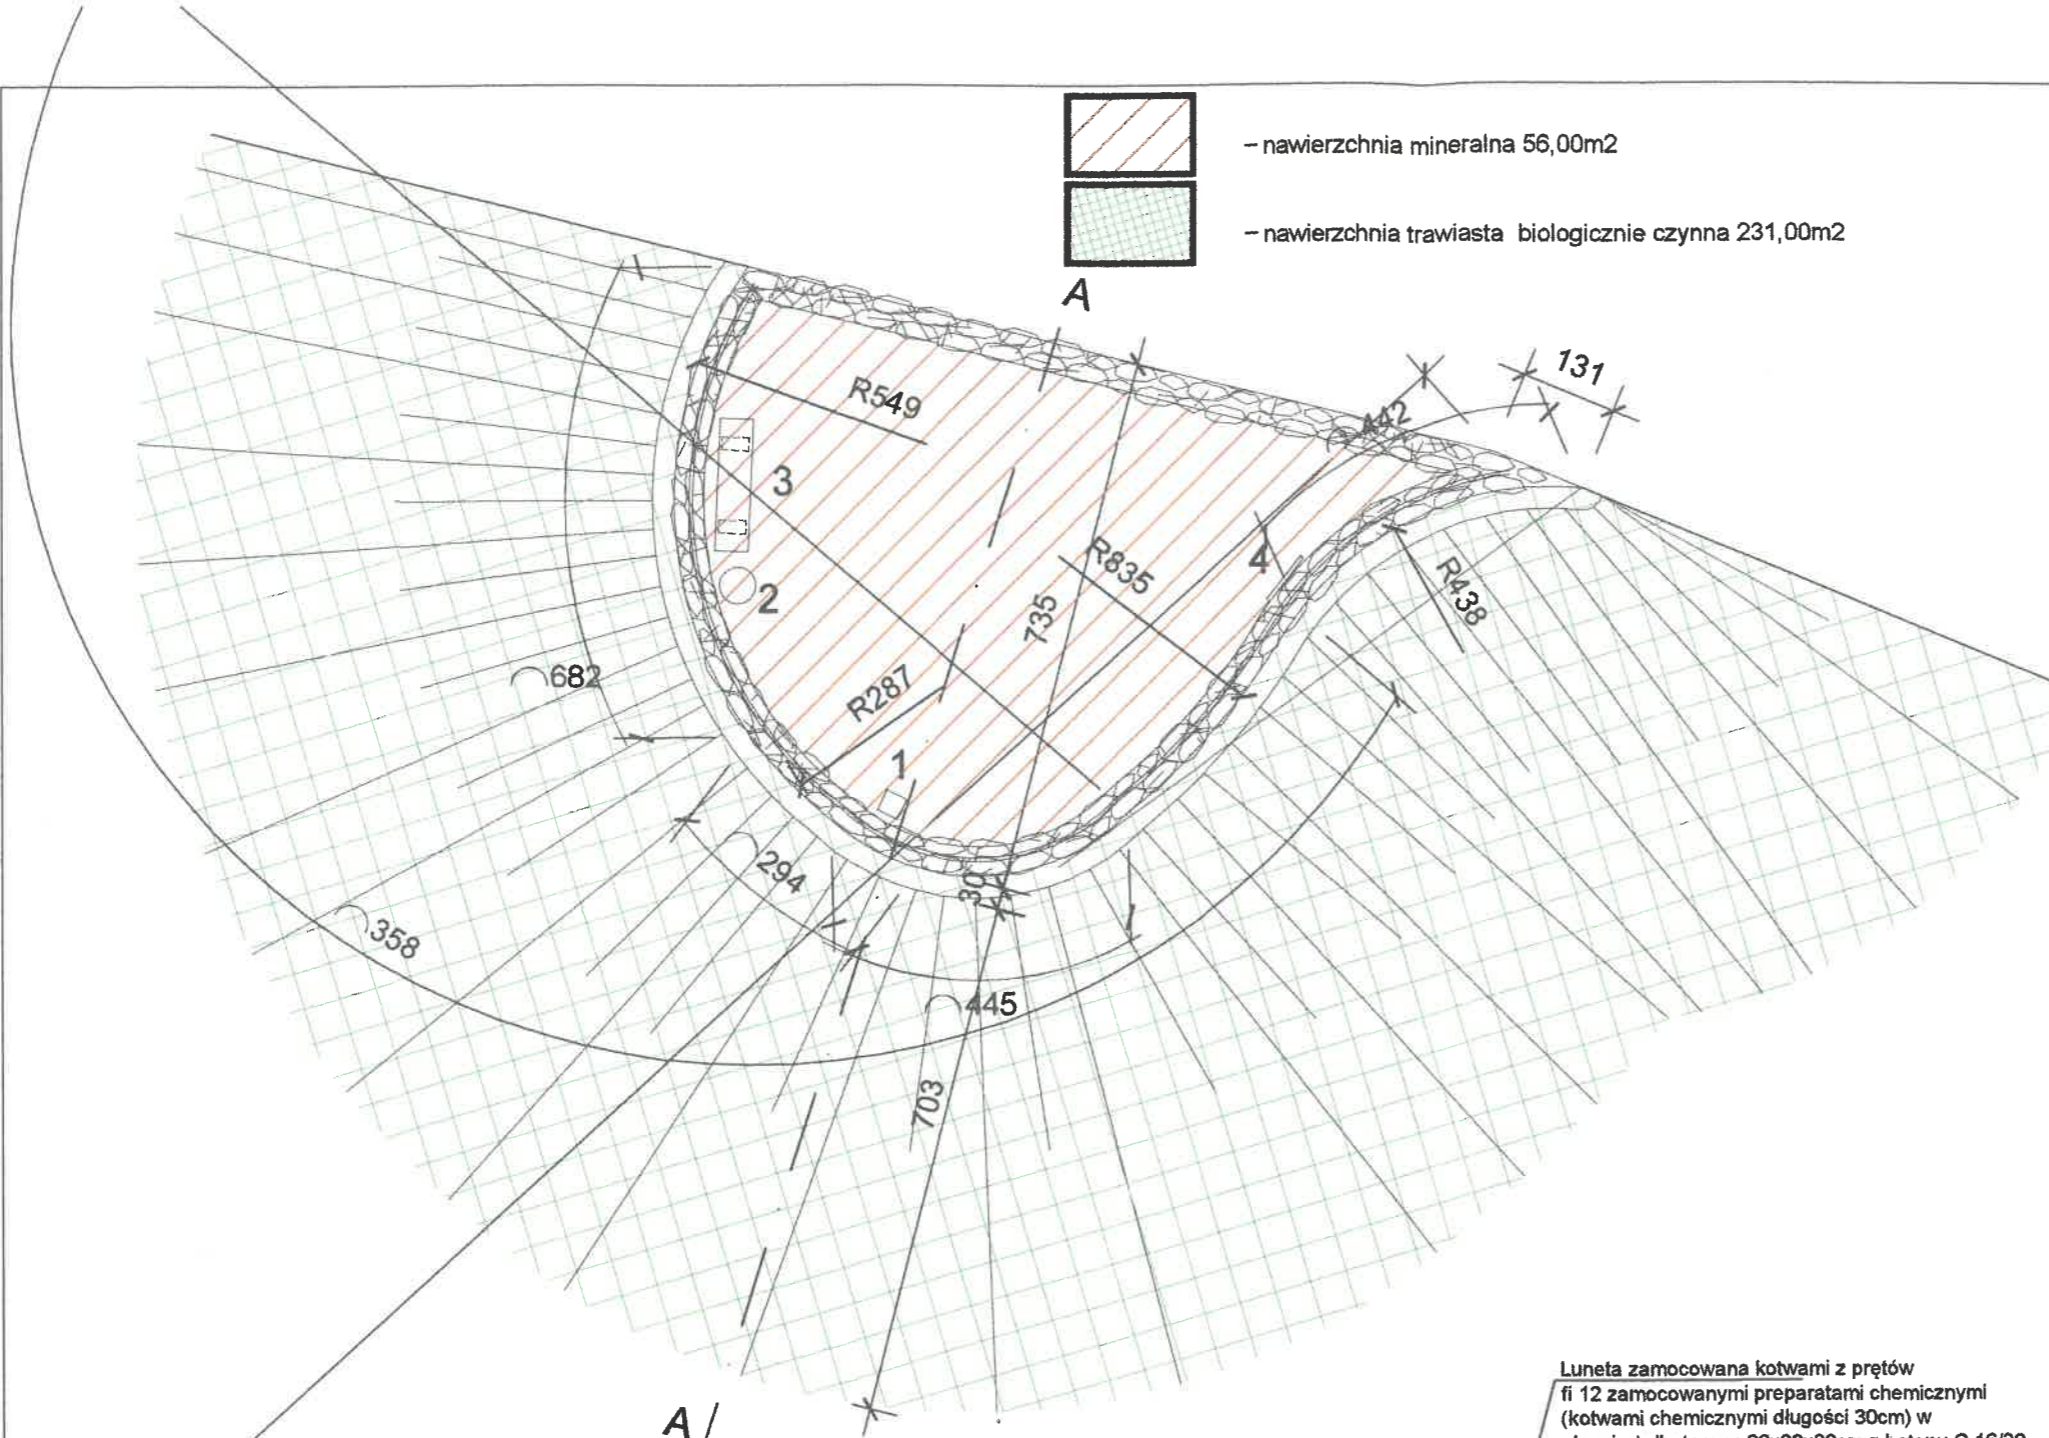 – nawierzchnia mineralna 56,00m2
– nawierzchnia trawiasta biologicznie czynna 231,00m2
A
131
442
R549
3
4
R835
R438
2
735
682
R287
1
294
30
358
445
703
A
Luneta zamocowana kotwami z prętów
fi 12 zamocowanymi preparatami chemicznymi
(kotwami chemicznymi długości 30cm) w